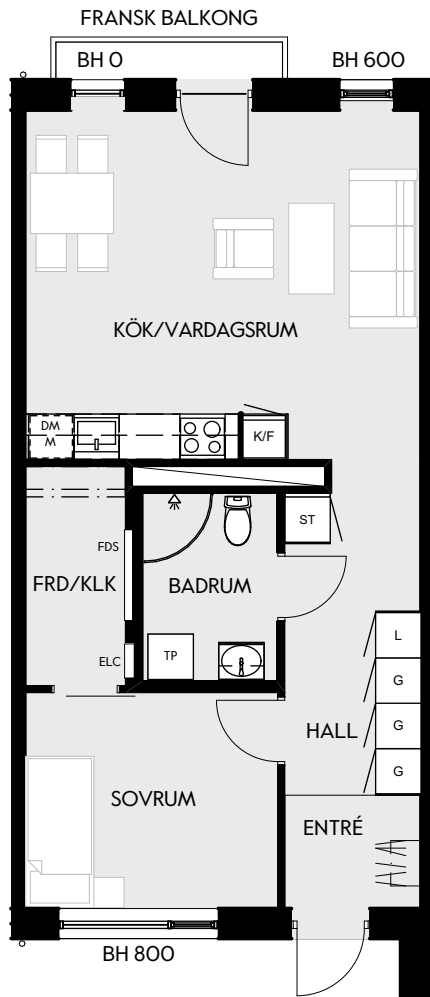 FRANSK BALKONG
BH 0
BH 600
KÖK/VARDAGSRUM
DM
M
K/F
ST
FDS
FRD/KLK
BADRUM
L
ELC
TP
G
HALL
G
G
SOVRUM
ENTRÉ
BH 800